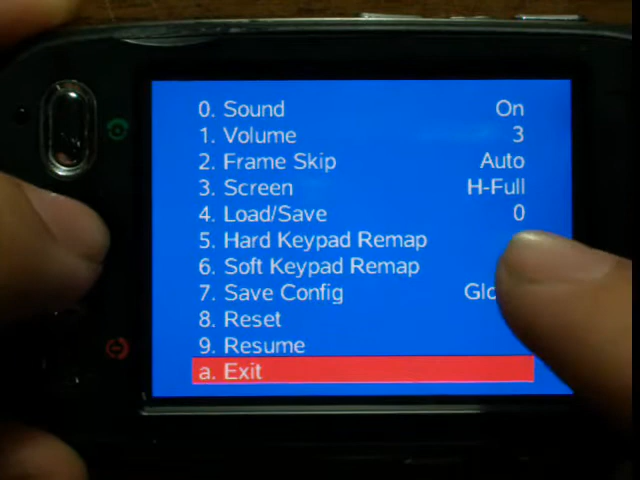 0. Sound On
1. Volume 3
2. Frame Skip Auto
3. Screen H-Full
4. Load/Save 0
5. Hard Keypad Remap
6. Soft Keypad Remap
7. Save Config
8. Reset
9. Resume
a. Exit